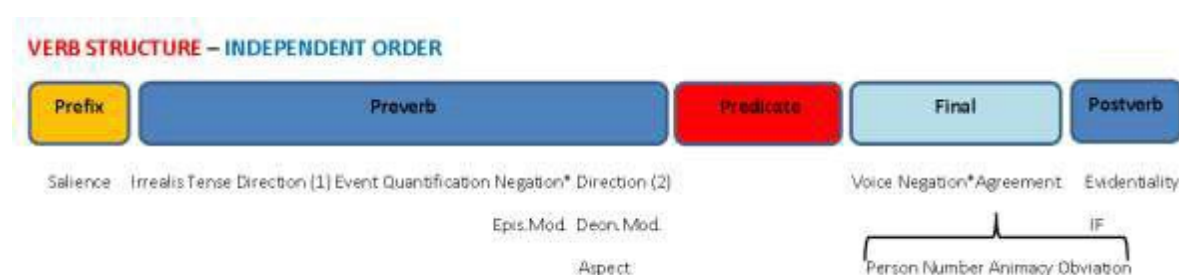 VERB STRUCTURE – INDEPENDENT ORDER
Prefix Preverb Predicate Final Postverb
Salience Irrealis Tense Direction (1) Event Quantification Negation* Direction (2) Voice Negation*Agreement Evidentiality
Epis.Mod. Deon.Mod. IF
Aspect Person Number Animacy Obviation